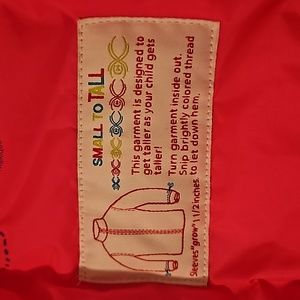 SMALL TO TALL
This garment is designed to
get taller as your child gets
taller!
Turn garment inside out.
Snip brightly colored thread
to let down hem.
Sleeves "grow" 1 1/2 inches.